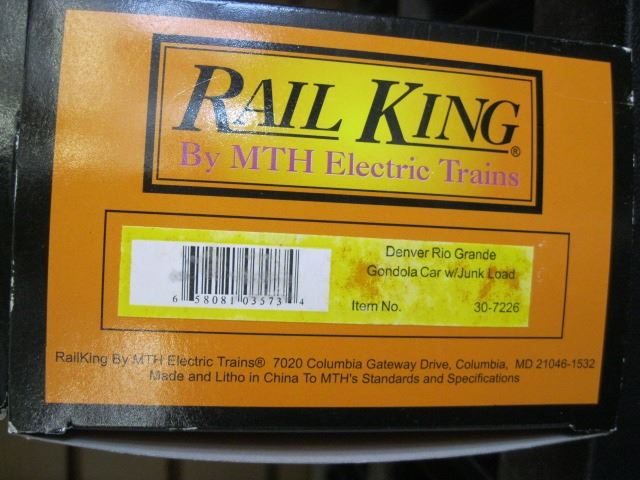 RAIL KING®
By MTH Electric Trains
Denver Rio Grande
Gondola Car w/Junk Load
Item No. 30-7226
6 58081 03573 4
RailKing By MTH Electric Trains® 7020 Columbia Gateway Drive, Columbia, MD 21046-1532
Made and Litho in China To MTH's Standards and Specifications